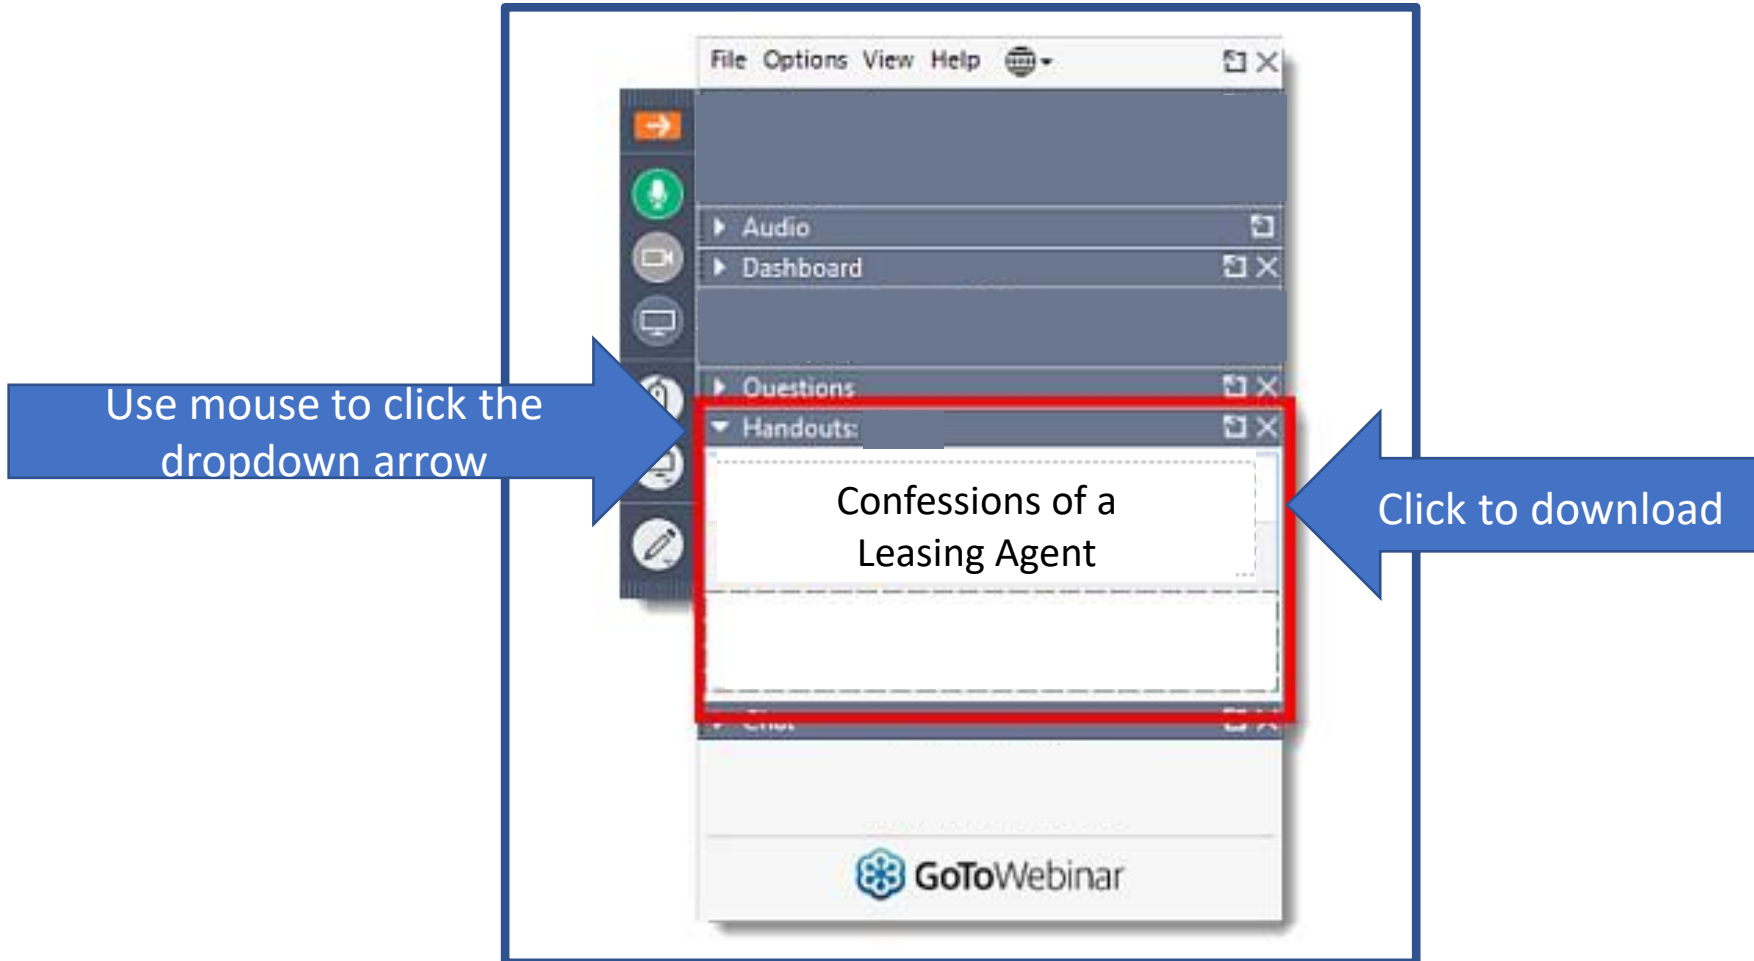 File Options View Help
Audio
Dashboard
Questions
Handouts:
Use mouse to click the
dropdown arrow
Confessions of a
Leasing Agent
Click to download
Chat
GoToWebinar